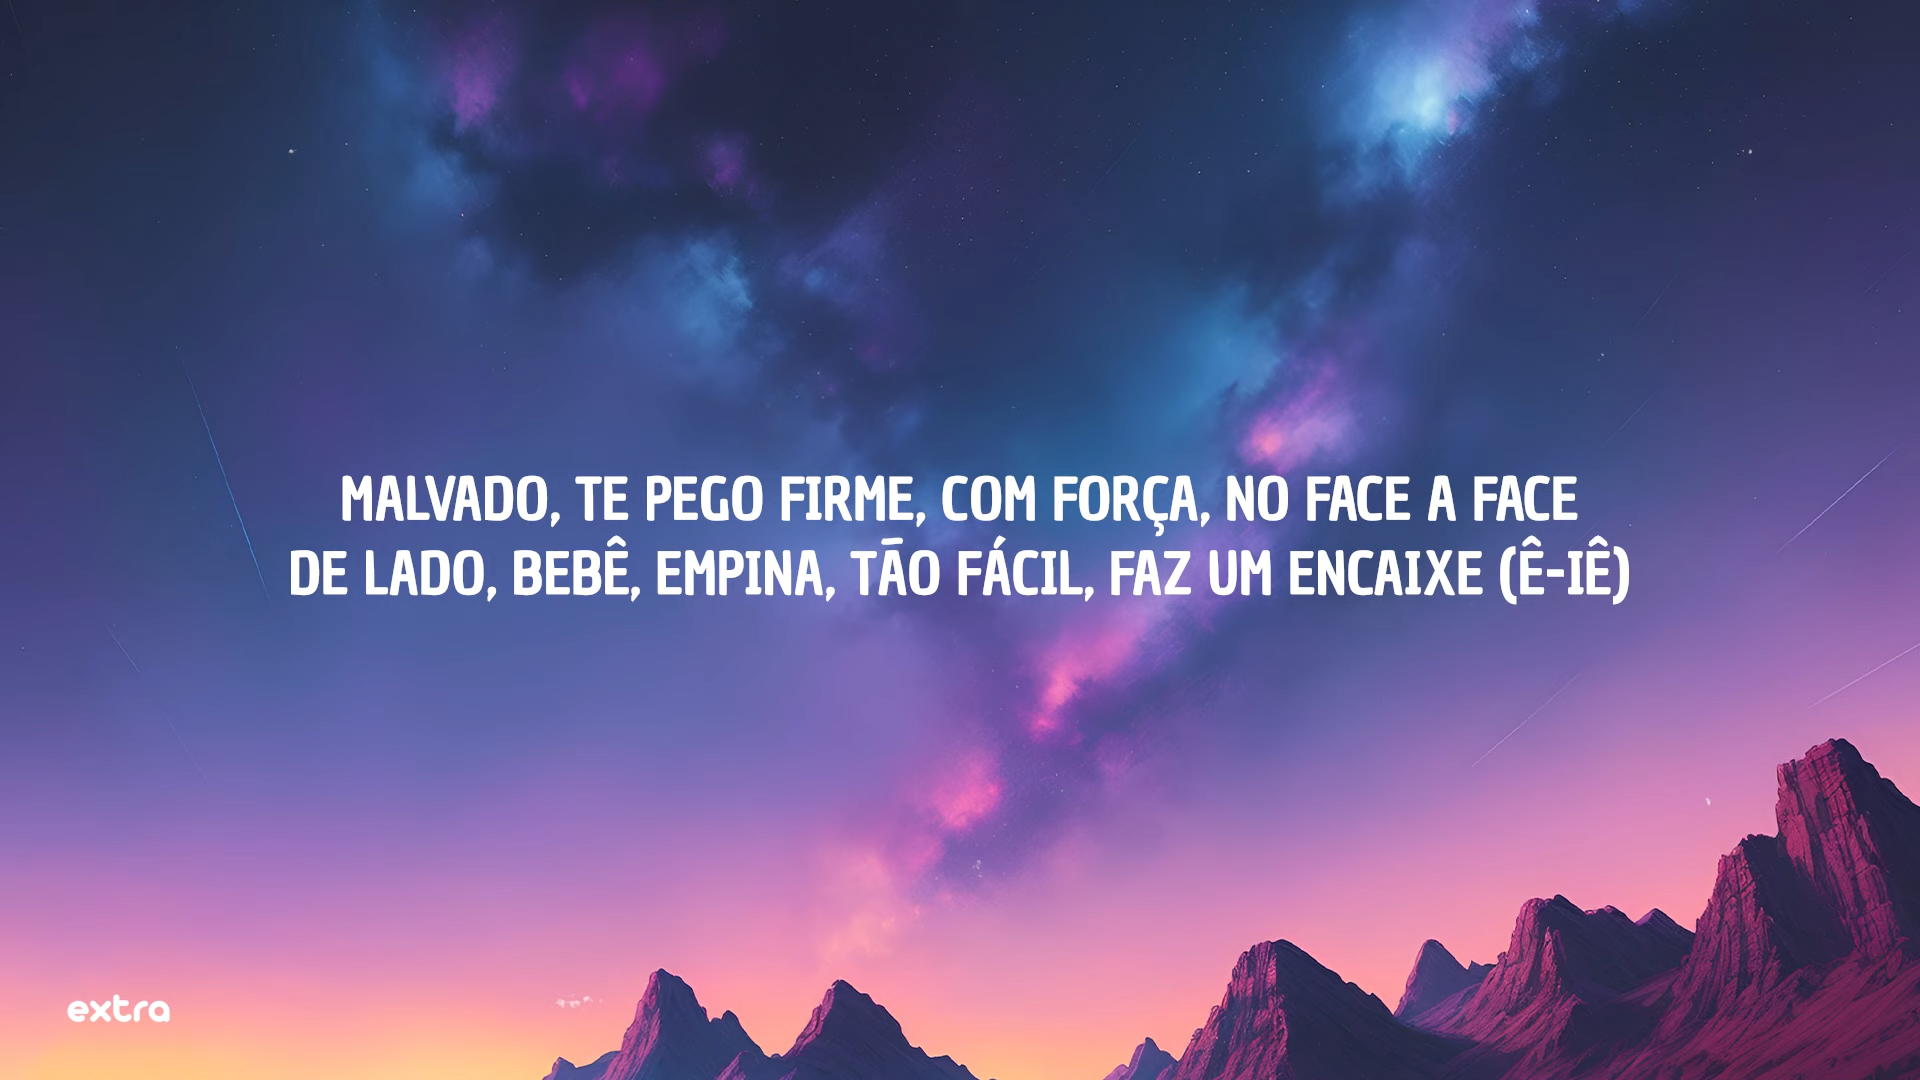 MALVADO, TE PEGO FIRME, COM FORÇA, NO FACE A FACE
DE LADO, BEBÊ, EMPINA, TÃO FÁCIL, FAZ UM ENCAIXE (Ê-IÊ)
extra